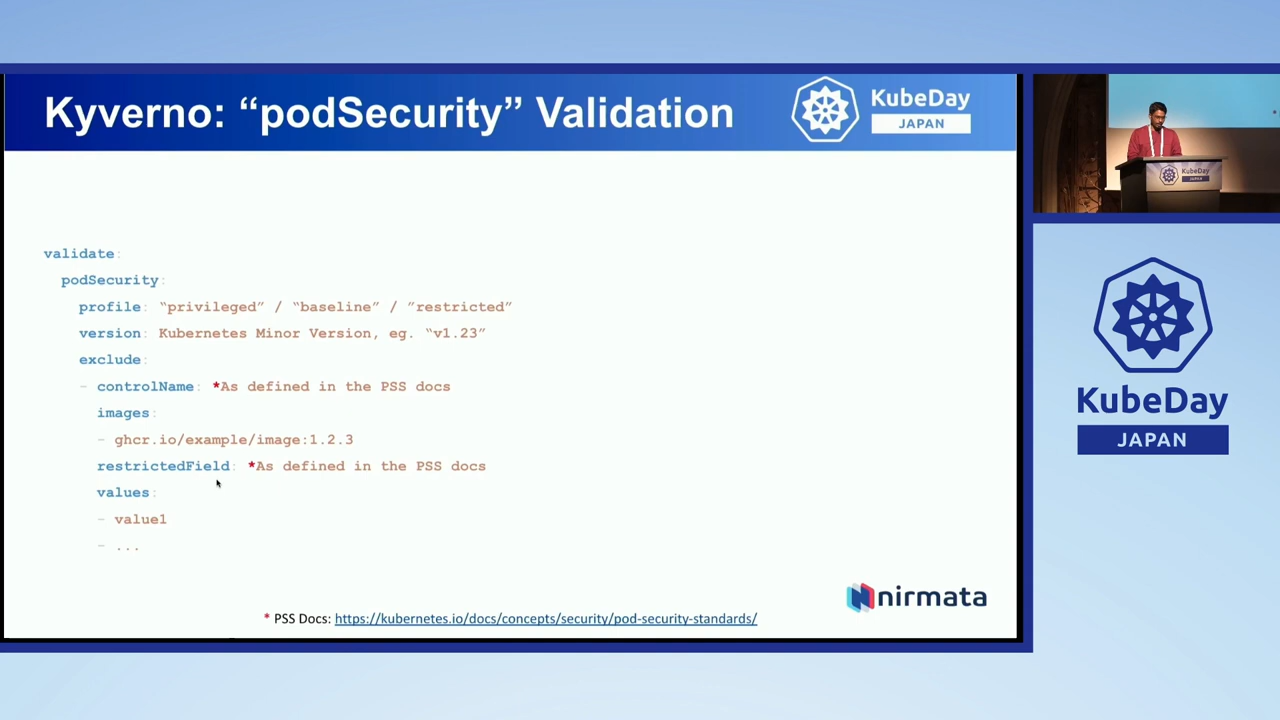 Kyverno: “podSecurity” Validation
KubeDay
JAPAN
validate:
podSecurity:
profile: “privileged” / “baseline” / ”restricted”
version: Kubernetes Minor Version, eg. “v1.23”
exclude:
- controlName: *As defined in the PSS docs
images:
- ghcr.io/example/image:1.2.3
restrictedField: *As defined in the PSS docs
values:
- value1
- ...
nirmata
* PSS Docs: https://kubernetes.io/docs/concepts/security/pod-security-standards/
KubeDay
JAPAN
KubeDay
JAPAN